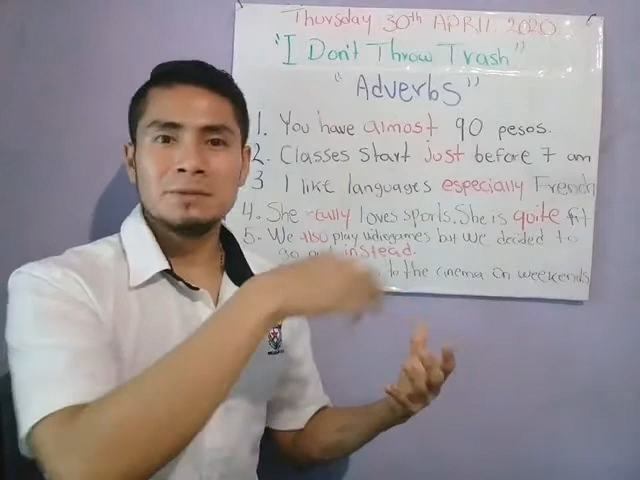 Thursday 30th APRIL 2020
"I Don't Throw Trash"
"Adverbs"
1. You have almost 90 pesos.
2. Classes start just before 7 am
3 I like languages especially French
4. She loves sports. She is quite fit
5. We also play videogames but we decided to
go instead.
to the cinema on weekends